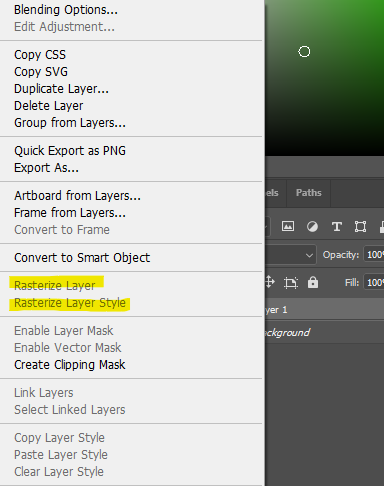 Blending Options...
Edit Adjustment...
Copy CSS
Copy SVG
Duplicate Layer...
Delete Layer
Group from Layers...
Quick Export as PNG
Export As...
Artboard from Layers...
Frame from Layers...
Convert to Frame
Convert to Smart Object
Rasterize Layer
Rasterize Layer Style
Enable Layer Mask
Enable Vector Mask
Create Clipping Mask
Link Layers
Select Linked Layers
Copy Layer Style
Paste Layer Style
Clear Layer Style
els Paths
Opacity: 100%
Fill: 100
yer 1
ckground